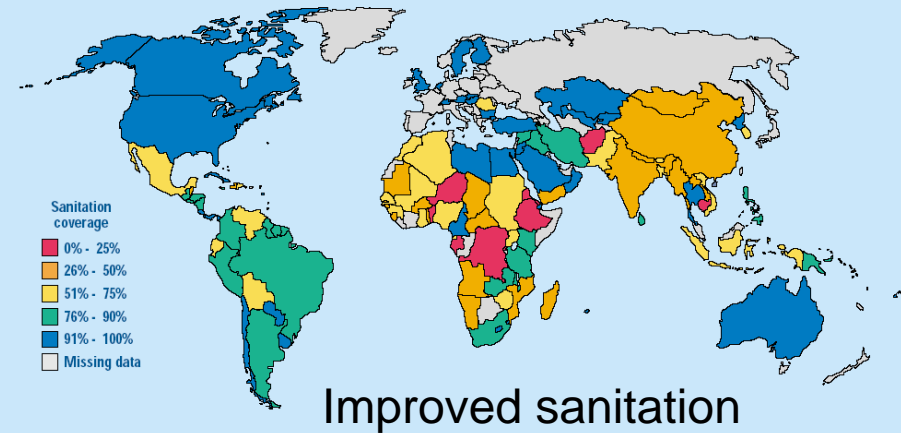 Sanitation
coverage
0% - 25%
26% - 50%
51% - 75%
76% - 90%
91% - 100%
Missing data
Improved sanitation